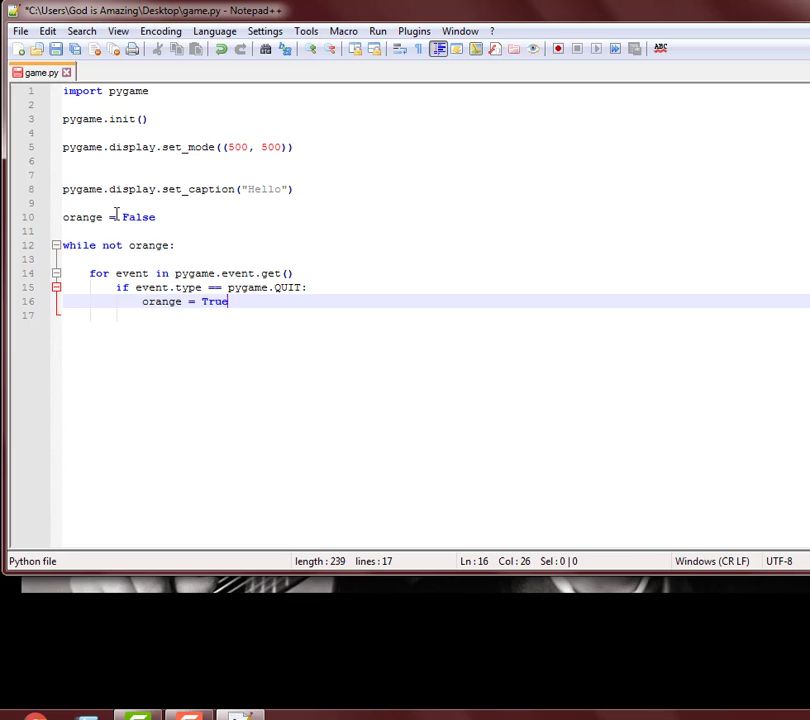 *C:\Users\God is Amazing\Desktop\game.py - Notepad++
File Edit Search View Encoding Language Settings Tools Macro Run Plugins Window ?
ABC
game.py
1 import pygame
2
3 pygame.init()
4
5 pygame.display.set_mode((500, 500))
6
7
8 pygame.display.set_caption("Hello")
9
10 orange = False
11
12 while not orange:
13
14 for event in pygame.event.get()
15 if event.type == pygame.QUIT:
16 orange = True
17
Python file length : 239 lines : 17 Ln : 16 Col : 26 Sel : 0 | 0 Windows (CR LF) UTF-8